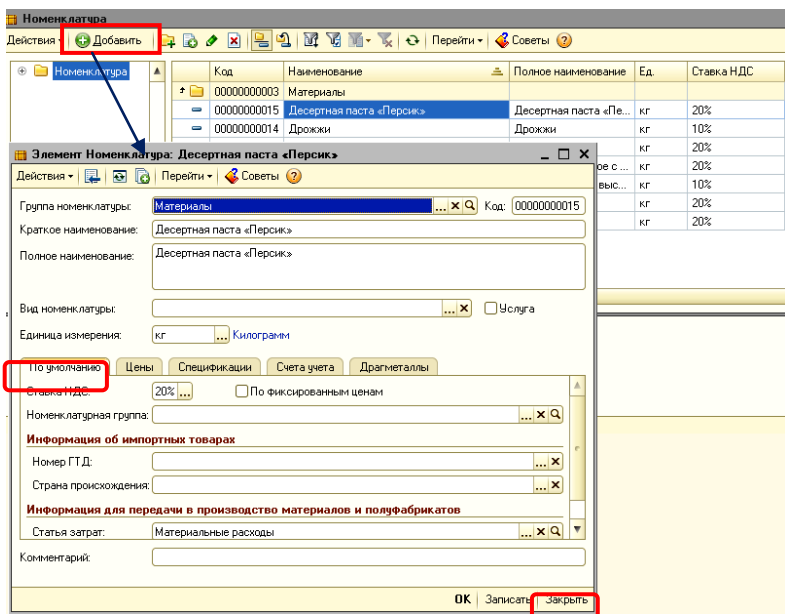 Номенклатура
Действия Добавить Перейти Советы
Номенклатура
Код Наименование Полное наименование Ед. Ставка НДС
00000000003 Материалы
00000000015 Десертная паста «Персик» Десертная паста «Пе... кг 20%
00000000014 Дрожжи Дрожжи кг 10%
кг 20%
ое с ... кг 20%
выс... кг 10%
кг 20%
кг 20%
Элемент Номенклатура: Десертная паста «Персик»
Действия Перейти Советы
Группа номенклатуры: Материалы ... Код: 00000000015
Краткое наименование: Десертная паста «Персик»
Полное наименование: Десертная паста «Персик»
Вид номенклатуры: ... Услуга
Единица измерения: кг ... Килограмм
По умолчанию Цены Спецификации Счета учета Драгметаллы
Ставка НДС: 20% ... По фиксированным ценам
Номенклатурная группа: ...
Информация об импортных товарах
Номер ГТД: ...
Страна происхождения: ...
Информация для передачи в производство материалов и полуфабрикатов
Статья затрат: Материальные расходы ...
Комментарий:
OK Записать Закрыть